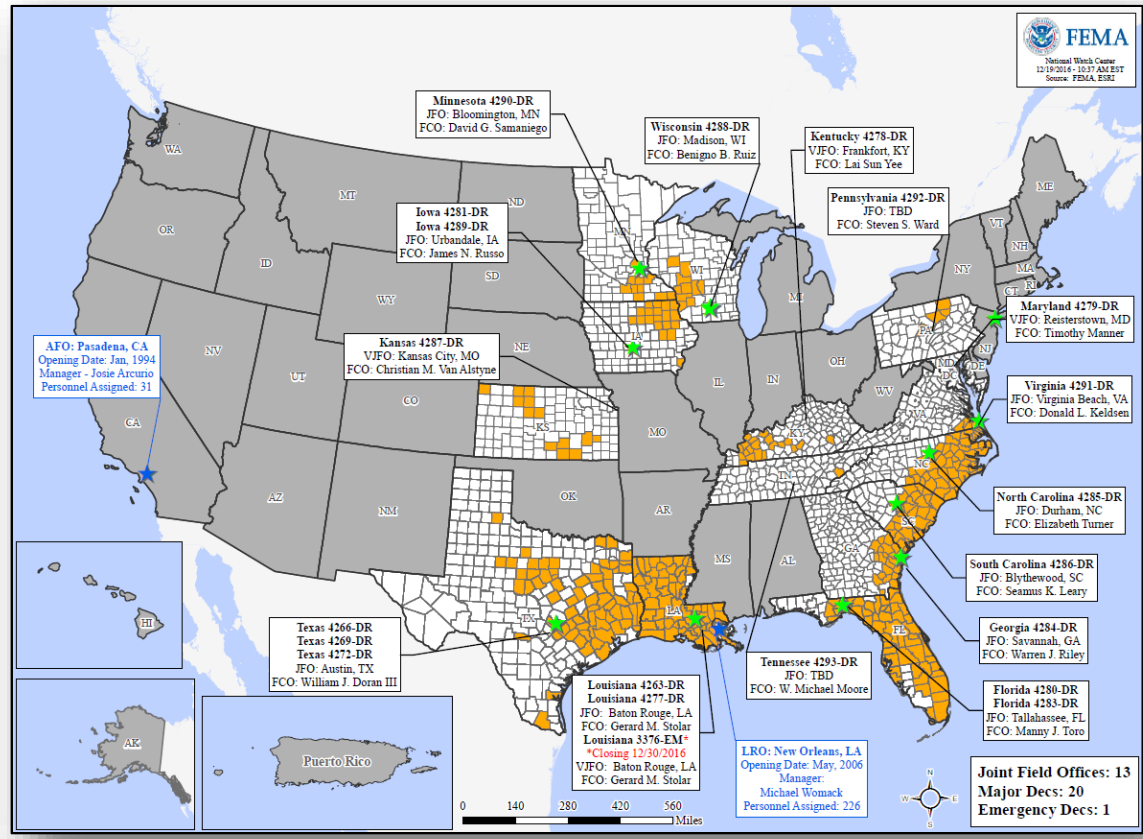 FEMA
National Watch Center
12/19/2016 - 10:37 AM EST
Source: FEMA, ESRI
Minnesota 4290-DR
JFO: Bloomington, MN
FCO: David G. Samaniego
Wisconsin 4288-DR
JFO: Madison, WI
FCO: Benigno B. Ruiz
Kentucky 4278-DR
VJFO: Frankfort, KY
FCO: Lai Sun Yee
Pennsylvania 4292-DR
JFO: TBD
FCO: Steven S. Ward
Iowa 4281-DR
Iowa 4289-DR
JFO: Urbandale, IA
FCO: James N. Russo
Maryland 4279-DR
VJFO: Reisterstown, MD
FCO: Timothy Manner
Kansas 4287-DR
VJFO: Kansas City, MO
FCO: Christian M. Van Alstyne
AFO: Pasadena, CA
Opening Date: Jan, 1994
Manager - Josie Arcurio
Personnel Assigned: 31
Virginia 4291-DR
JFO: Virginia Beach, VA
FCO: Donald L. Keldsen
North Carolina 4285-DR
JFO: Durham, NC
FCO: Elizabeth Turner
South Carolina 4286-DR
JFO: Blythewood, SC
FCO: Seamus K. Leary
Georgia 4284-DR
JFO: Savannah, GA
FCO: Warren J. Riley
Texas 4266-DR
Texas 4269-DR
Texas 4272-DR
JFO: Austin, TX
FCO: William J. Doran III
Tennessee 4293-DR
JFO: TBD
FCO: W. Michael Moore
Florida 4280-DR
Florida 4283-DR
JFO: Tallahassee, FL
FCO: Manny J. Toro
Louisiana 4263-DR
Louisiana 4277-DR
JFO: Baton Rouge, LA
FCO: Gerard M. Stolar
Louisiana 3376-EM*
*Closing 12/30/2016
VJFO: Baton Rouge, LA
FCO: Gerard M. Stolar
LRO: New Orleans, LA
Opening Date: May, 2006
Manager:
Michael Womack
Personnel Assigned: 226
Joint Field Offices: 13
Major Decs: 20
Emergency Decs: 1
WA
MT
ND
MN
ME
VT
NH
OR
ID
SD
WI
NY
MA
RI
CT
WY
MI
PA
NJ
NV
UT
NE
IA
IL
IN
OH
MD
DE
DC
CA
CO
KS
MO
WV
VA
KY
AZ
NM
OK
AR
TN
NC
SC
MS
AL
GA
TX
LA
FL
HI
AK
Puerto Rico
N
W
E
S
0 140 280 420 560
Miles